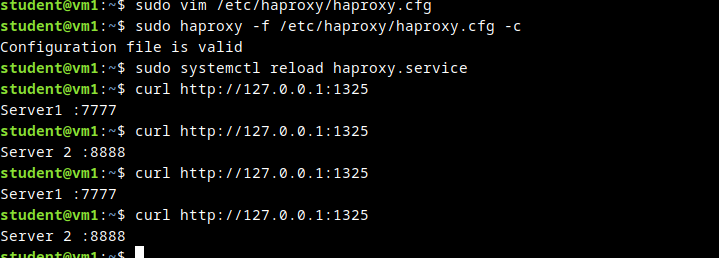 student@vm1:~$ sudo vim /etc/haproxy/haproxy.cfg
student@vm1:~$ sudo haproxy -f /etc/haproxy/haproxy.cfg -c
Configuration file is valid
student@vm1:~$ sudo systemctl reload haproxy.service
student@vm1:~$ curl http://127.0.0.1:1325
Server1 :7777
student@vm1:~$ curl http://127.0.0.1:1325
Server 2 :8888
student@vm1:~$ curl http://127.0.0.1:1325
Server1 :7777
student@vm1:~$ curl http://127.0.0.1:1325
Server 2 :8888
student@vm1:~$